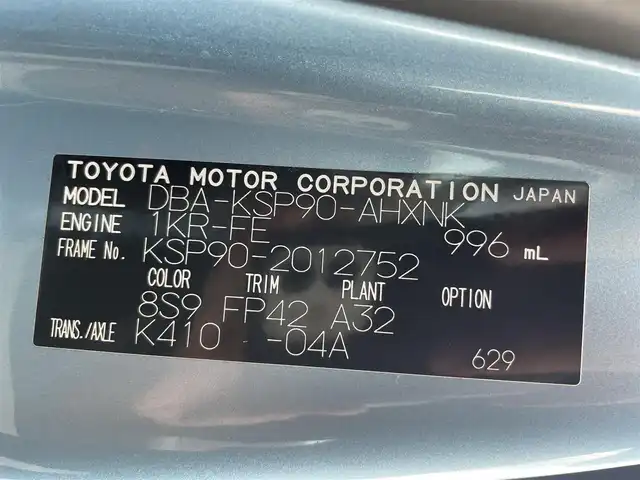 TOYOTA MOTOR CORPORATION JAPAN
MODEL DBA-KSP90-AHXNK
ENGINE 1KR-FE 996 mL
FRAME No. KSP90-2012752
COLOR TRIM PLANT OPTION
8S9 FP42 A32
TRANS./AXLE K410 -04A
629